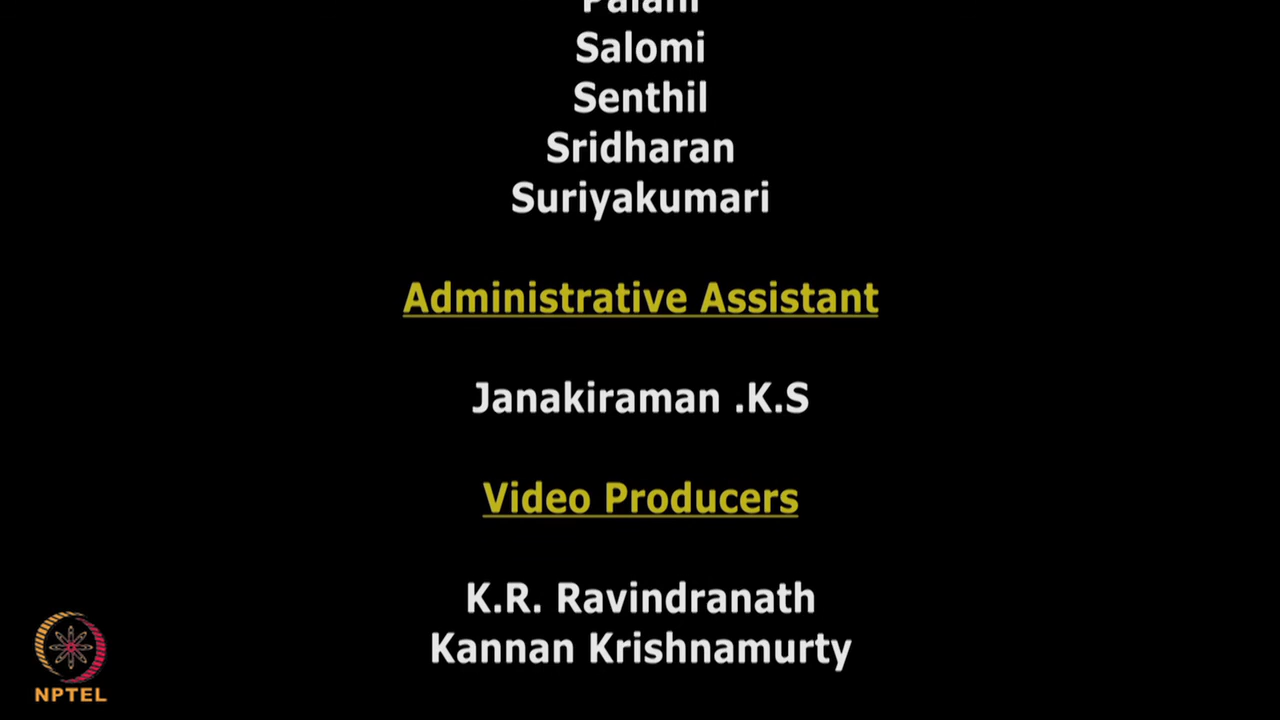 Salomi
Senthil
Sridharan
Suriyakumari
Administrative Assistant
Janakiraman .K.S
Video Producers
K.R. Ravindranath
Kannan Krishnamurty
NPTEL